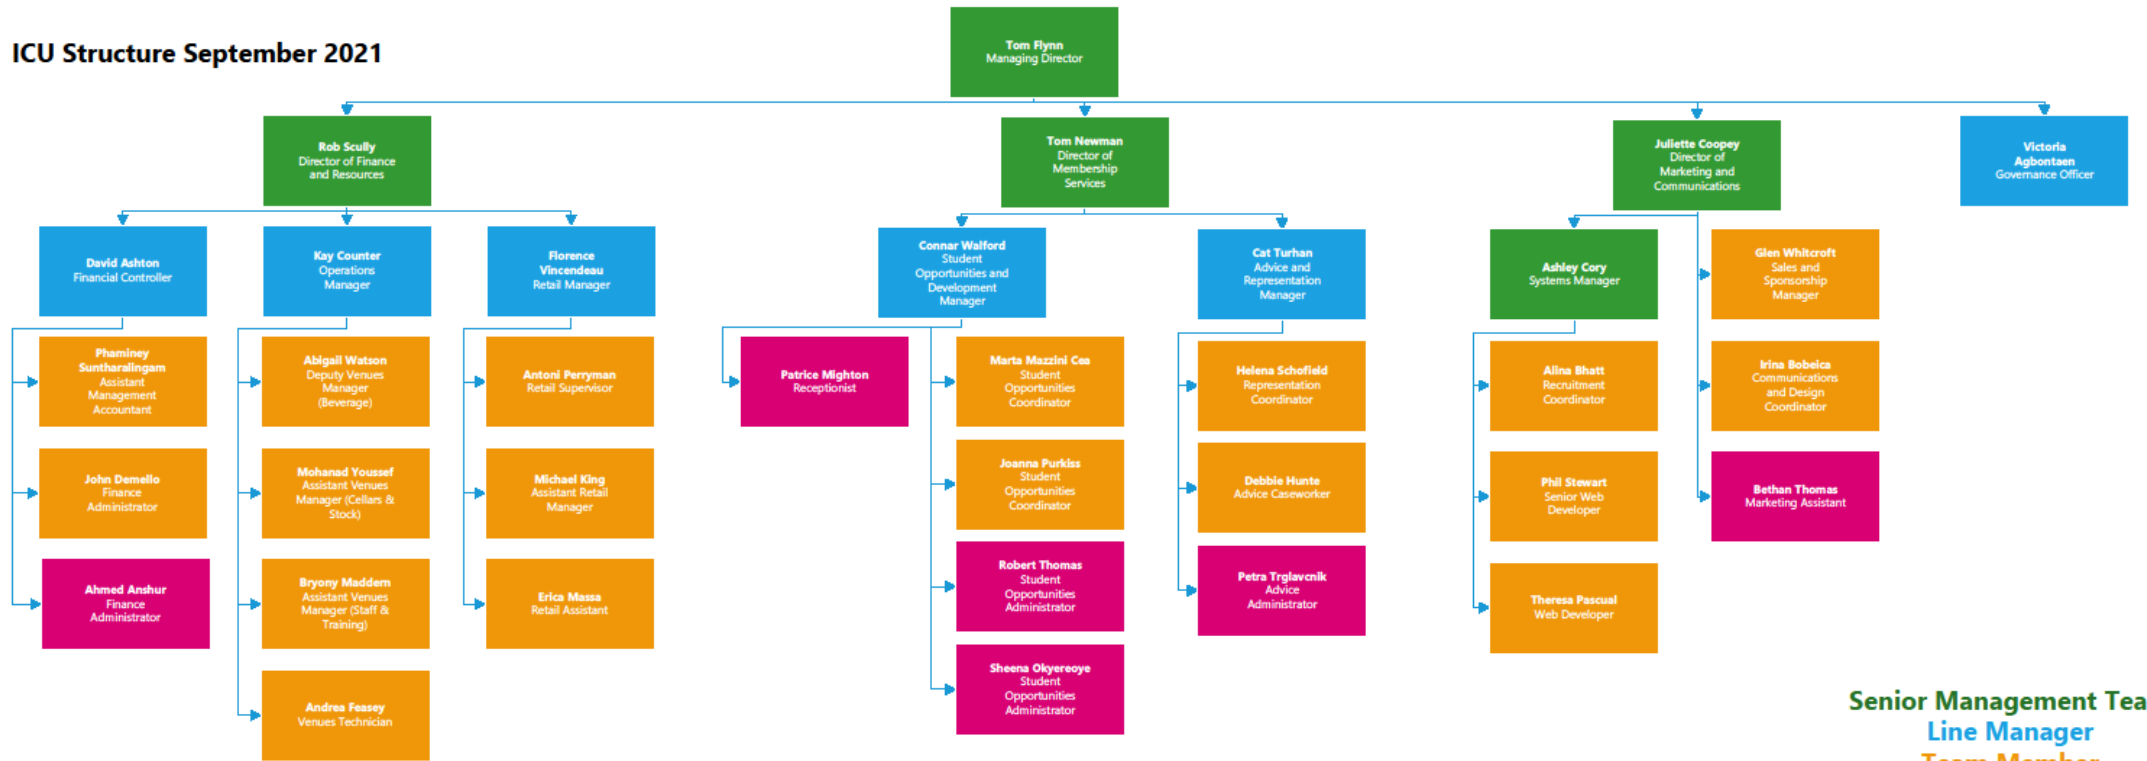 ICU Structure September 2021
Tom Flynn
Managing Director
Rob Scully
Director of Finance
and Resources
Tom Newman
Director of
Membership
Services
Juliette Coopey
Director of
Marketing and
Communications
Victoria
Agbontaen
Governance Officer
David Ashton
Financial Controller
Kay Counter
Operations
Manager
Florence
Vincendeau
Retail Manager
Connar Walford
Student
Opportunities and
Development
Manager
Cat Turhan
Advice and
Representation
Manager
Ashley Cory
Systems Manager
Glen Whitcroft
Sales and
Sponsorship
Manager
Phaminey
Suntharalingam
Assistant
Management
Accountant
Abigail Watson
Deputy Venues
Manager
(Beverage)
Antoni Perryman
Retail Supervisor
Patrice Mighton
Receptionist
Marta Mazzini Cea
Student
Opportunities
Coordinator
Helena Schofield
Representation
Coordinator
Alina Bhatt
Recruitment
Coordinator
Irina Bobeica
Communications
and Design
Coordinator
John Demello
Finance
Administrator
Mohanad Youssef
Assistant Venues
Manager (Cellars &
Stock)
Michael King
Assistant Retail
Manager
Joanna Purkiss
Student
Opportunities
Coordinator
Debbie Hunte
Advice Caseworker
Phil Stewart
Senior Web
Developer
Bethan Thomas
Marketing Assistant
Ahmed Anshur
Finance
Administrator
Bryony Maddern
Assistant Venues
Manager (Staff &
Training)
Erica Massa
Retail Assistant
Robert Thomas
Student
Opportunities
Administrator
Petra Trglavcnik
Advice
Administrator
Theresa Pascual
Web Developer
Andrea Feasey
Venues Technician
Sheena Okyereoye
Student
Opportunities
Administrator
Senior Management Tea
Line Manager
Team Member